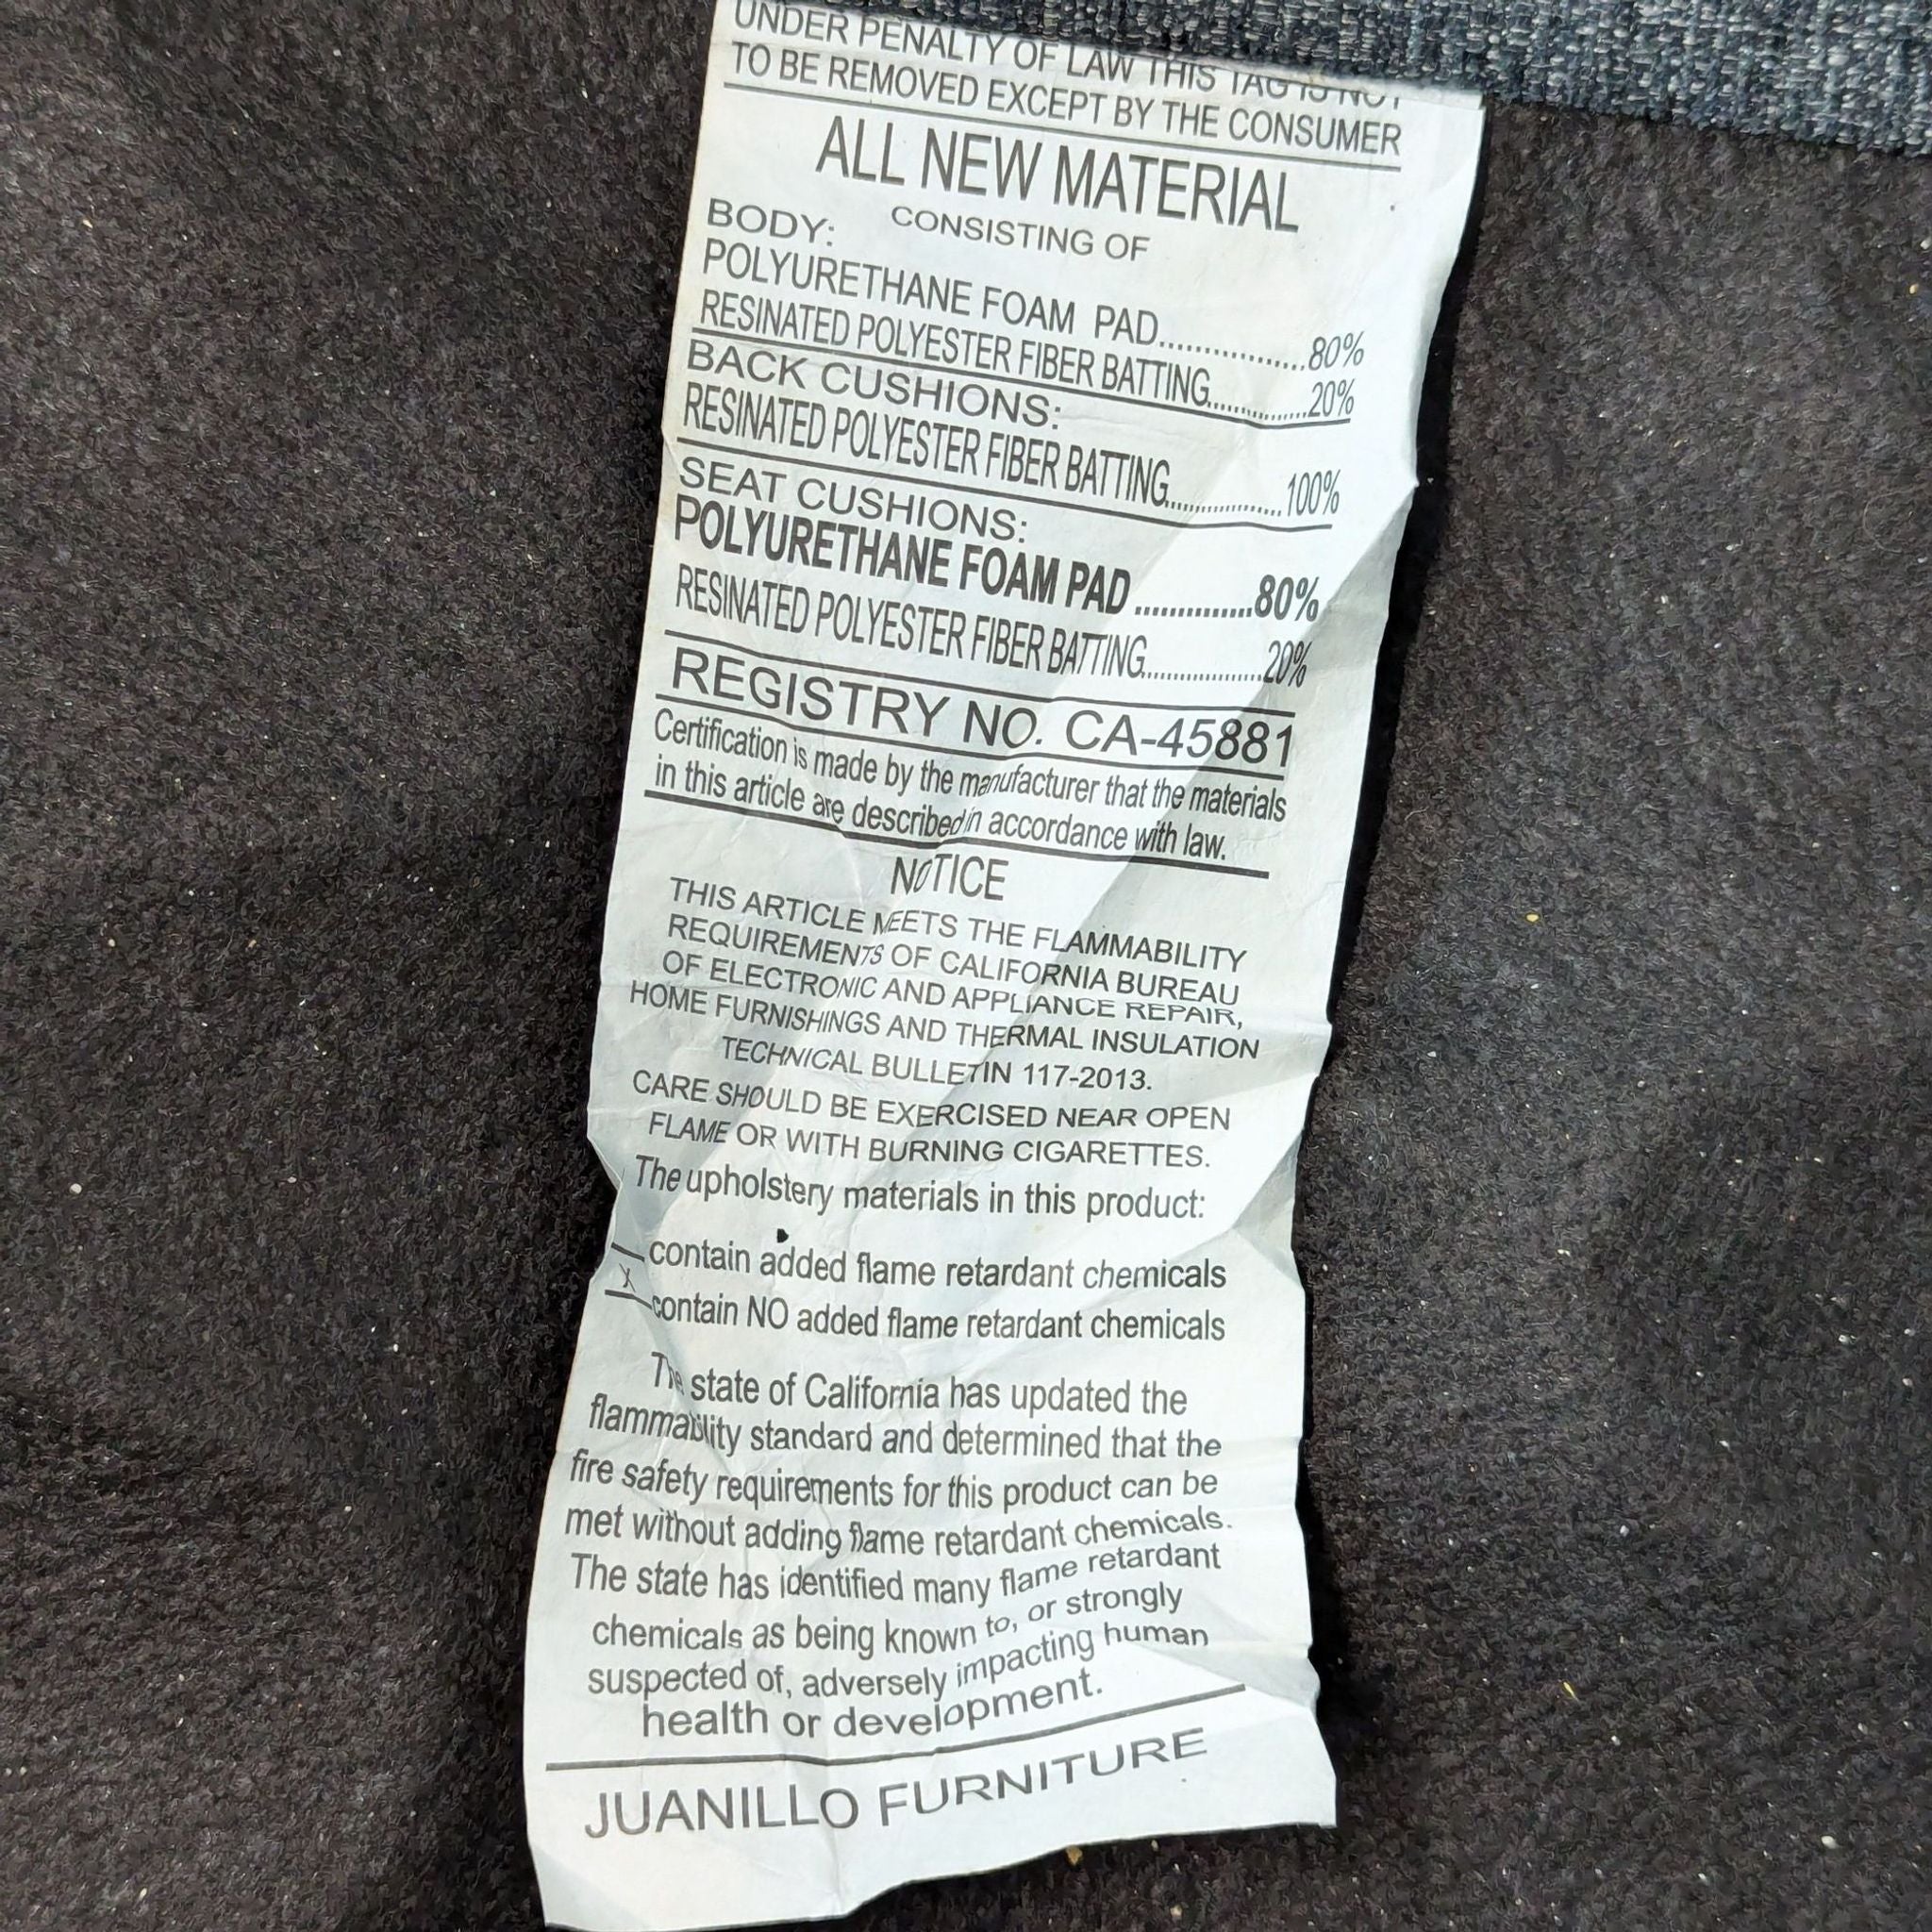 UNDER PENALTY OF LAW THIS TAG IS NOT
TO BE REMOVED EXCEPT BY THE CONSUMER
ALL NEW MATERIAL
CONSISTING OF
BODY:
POLYURETHANE FOAM PAD................80%
RESINATED POLYESTER FIBER BATTING...............20%
BACK CUSHIONS:
RESINATED POLYESTER FIBER BATTING.................100%
SEAT CUSHIONS:
POLYURETHANE FOAM PAD ..............80%
RESINATED POLYESTER FIBER BATTING...................20%
REGISTRY NO. CA-45881
Certification is made by the manufacturer that the materials
in this article are described in accordance with law.
NOTICE
THIS ARTICLE MEETS THE FLAMMABILITY
REQUIREMENTS OF CALIFORNIA BUREAU
OF ELECTRONIC AND APPLIANCE REPAIR,
HOME FURNISHINGS AND THERMAL INSULATION
TECHNICAL BULLETIN 117-2013.
CARE SHOULD BE EXERCISED NEAR OPEN
FLAME OR WITH BURNING CIGARETTES.
The upholstery materials in this product:
__contain added flame retardant chemicals
X contain NO added flame retardant chemicals
The state of California has updated the
flammability standard and determined that the
fire safety requirements for this product can be
met without adding flame retardant chemicals.
The state has identified many flame retardant
chemicals as being known to, or strongly
suspected of, adversely impacting human
health or development.
JUANILLO FURNITURE